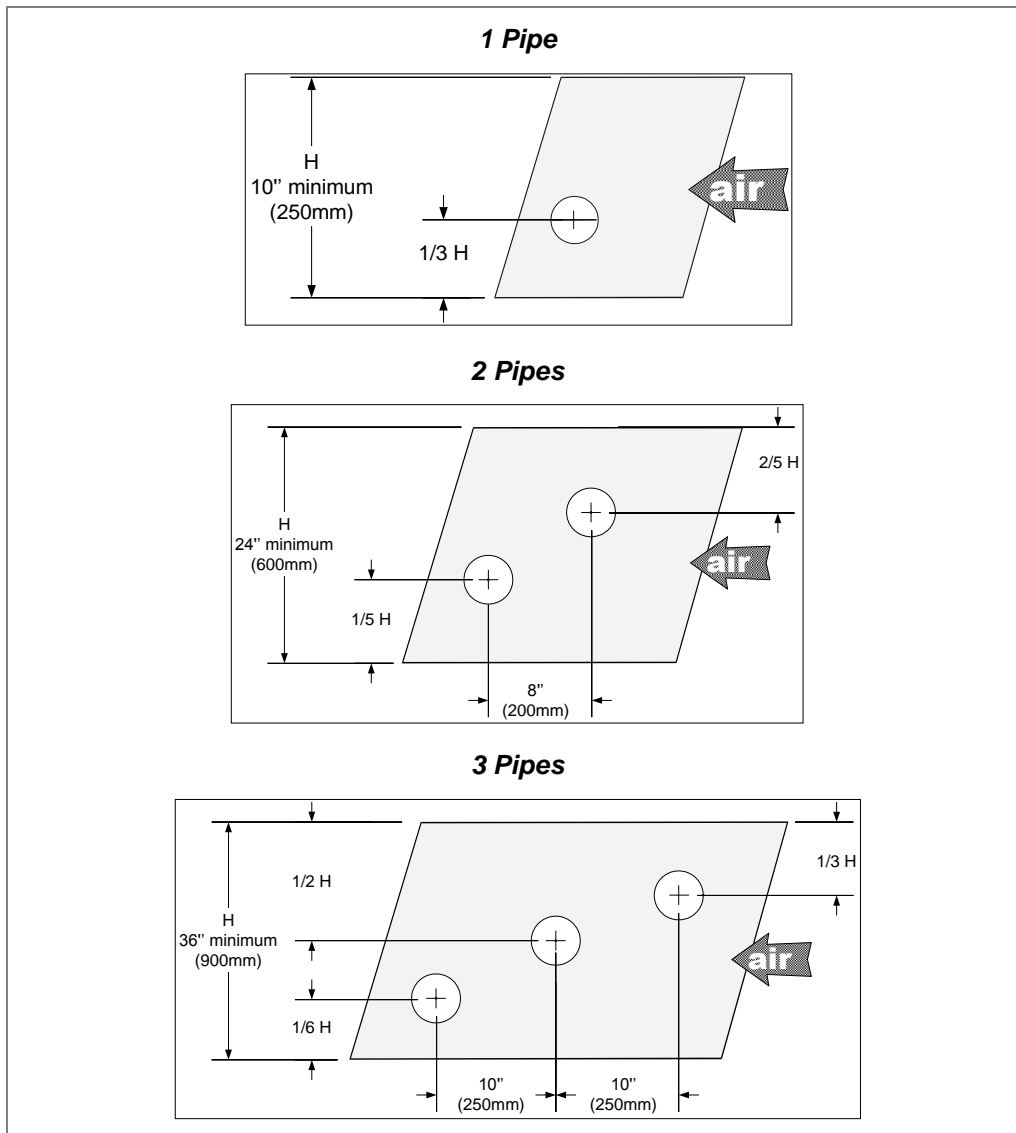 1 Pipe
H
10'' minimum
(250mm)
1/3 H
air
2 Pipes
2/5 H
H
24'' minimum
(600mm)
air
1/5 H
8''
(200mm)
3 Pipes
1/2 H
1/3 H
H
36'' minimum
(900mm)
air
1/6 H
10''
(250mm)
10''
(250mm)